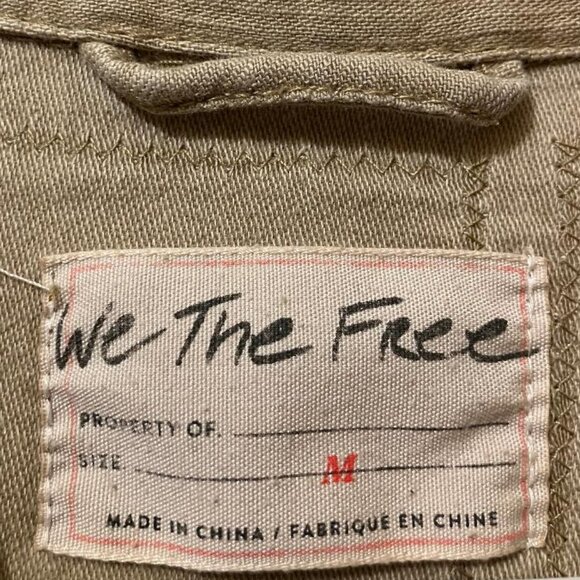 We The Free
PROPERTY OF.
SIZE M
MADE IN CHINA / FABRIQUE EN CHINE